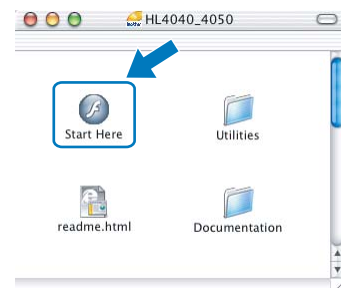 HL4040_4050
Start Here
Utilities
readme.html
Documentation